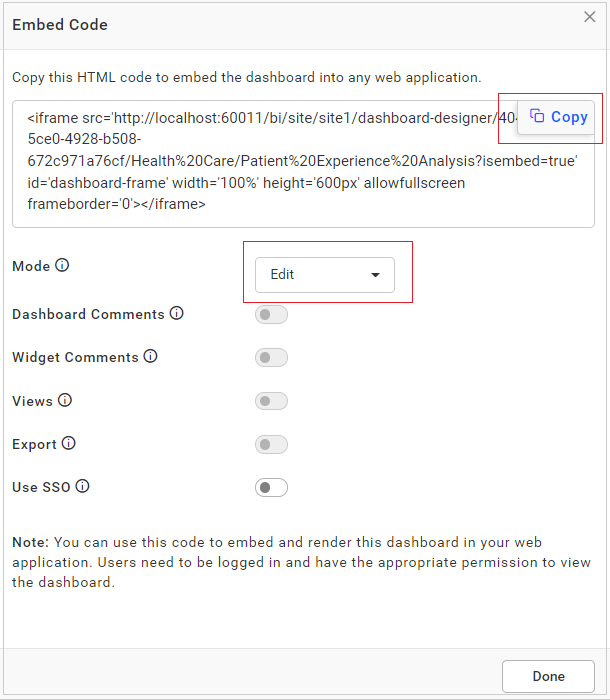 Embed Code
Copy this HTML code to embed the dashboard into any web application.
<iframe src='http://localhost:60011/bi/site/site1/dashboard-designer/
Copy
5ce0-4928-b508-
672c971a76cf/Health%20Care/Patient%20Experience%20Analysis?isembed=true'
id='dashboard-frame' width='100%' height='600px' allowfullscreen
frameborder='0'></iframe>
Mode
Edit
Dashboard Comments
Widget Comments
Views
Export
Use SSO
Note: You can use this code to embed and render this dashboard in your web
application. Users need to be logged in and have the appropriate permission to view
the dashboard.
Done